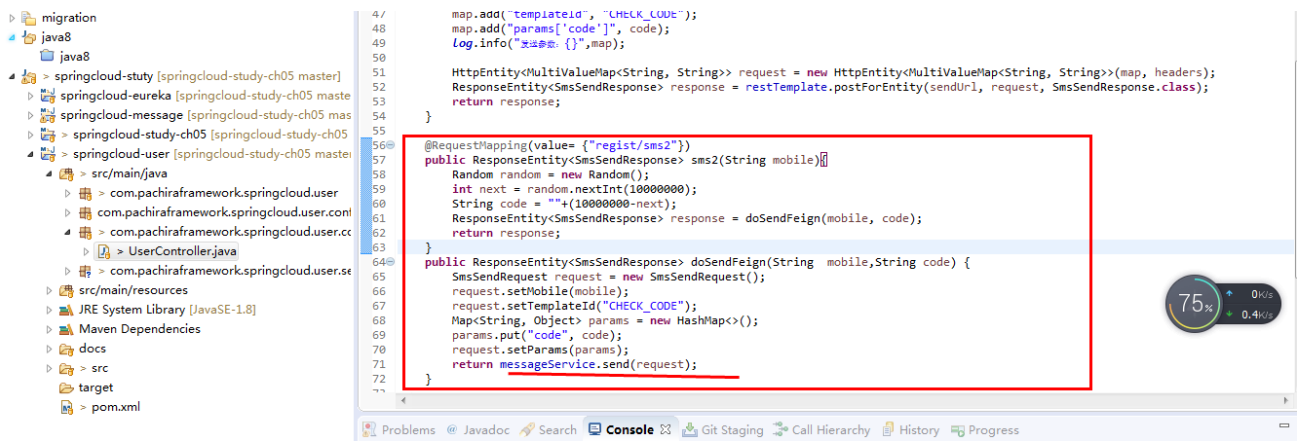 migration
java8
java8
> springcloud-stuty [springcloud-study-ch05 master]
springcloud-eureka [springcloud-study-ch05 maste
springcloud-message [springcloud-study-ch05 mas
> springcloud-study-ch05 [springcloud-study-ch05
> springcloud-user [springcloud-study-ch05 master
> src/main/java
> com.pachiraframework.springcloud.user
com.pachiraframework.springcloud.user.conf
> com.pachiraframework.springcloud.user.cc
> UserController.java
> com.pachiraframework.springcloud.user.se
src/main/resources
JRE System Library [JavaSE-1.8]
Maven Dependencies
docs
> src
target
> pom.xml
47 map.add("templateId", "CHECK_CODE");
48 map.add("params['code']", code);
49 log.info("发送参数: {}",map);
50
51 HttpEntity<MultiValueMap<String, String>> request = new HttpEntity<MultiValueMap<String, String>>(map, headers);
52 ResponseEntity<SmsSendResponse> response = restTemplate.postForEntity(sendUrl, request, SmsSendResponse.class);
53 return response;
54 }
55
56 @RequestMapping(value= {"regist/sms2"})
57 public ResponseEntity<SmsSendResponse> sms2(String mobile){
58 Random random = new Random();
59 int next = random.nextInt(10000000);
60 String code = ""+(10000000-next);
61 ResponseEntity<SmsSendResponse> response = doSendFeign(mobile, code);
62 return response;
63 }
64 public ResponseEntity<SmsSendResponse> doSendFeign(String mobile,String code) {
65 SmsSendRequest request = new SmsSendRequest();
66 request.setMobile(mobile);
67 request.setTemplateId("CHECK_CODE");
68 Map<String, Object> params = new HashMap<>();
69 params.put("code", code);
70 request.setParams(params);
71 return messageService.send(request);
72 }
75%
0K/s
0.4K/s
Problems @ Javadoc Search Console Git Staging Call Hierarchy History Progress